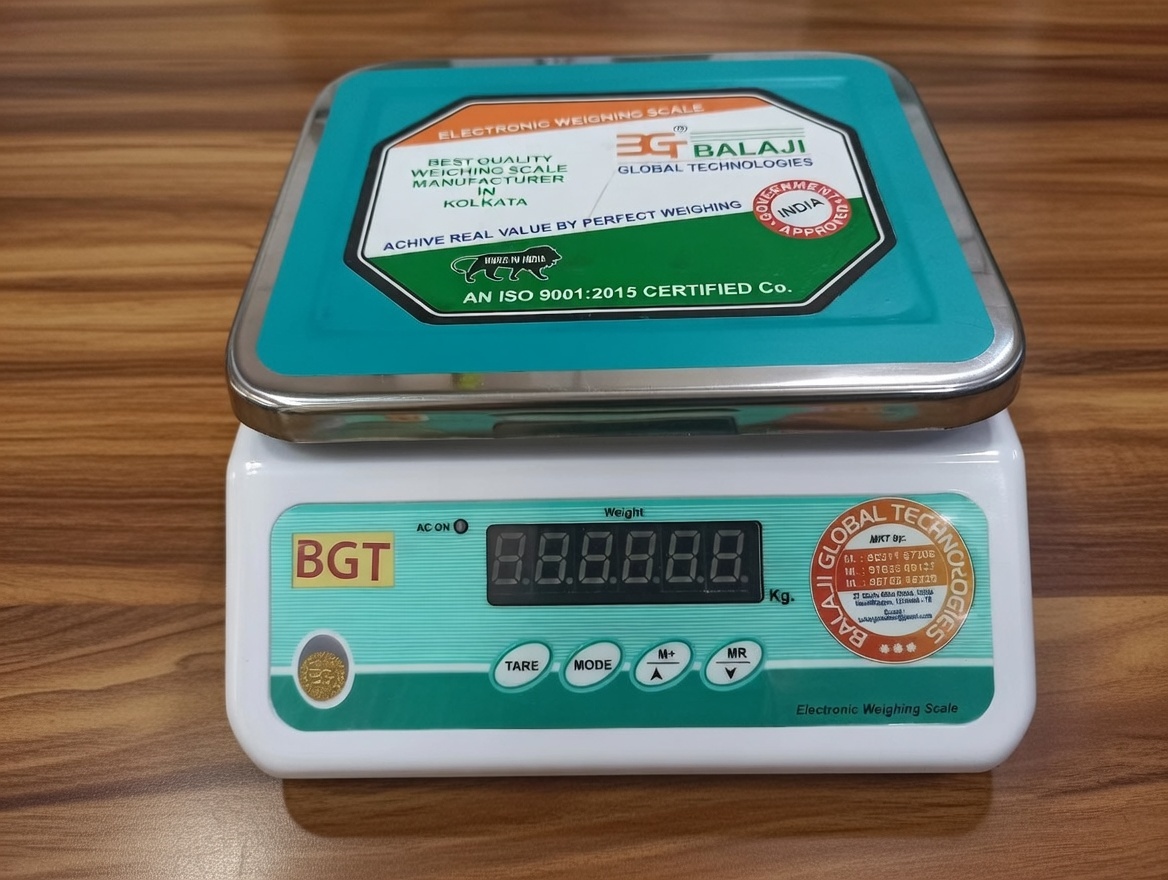 ELECTRONIC WEIGHING SCALE
BGT® BALAJI
GLOBAL TECHNOLOGIES
BEST QUALITY
WEICHING SCALE
MANUFACTURER
IN
KOLKATA
ACHIVE REAL VALUE BY PERFECT WEIGHING
GOVERNMENT
INDIA
APPROVED
AN ISO 9001:2015 CERTIFIED Co.
Weight
AC ON
BGT
Kg.
BALAJI GLOBAL TECHNOLOGIES
MKT BY:
TARE
MODE
M+
MR
Electronic Weighing Scale